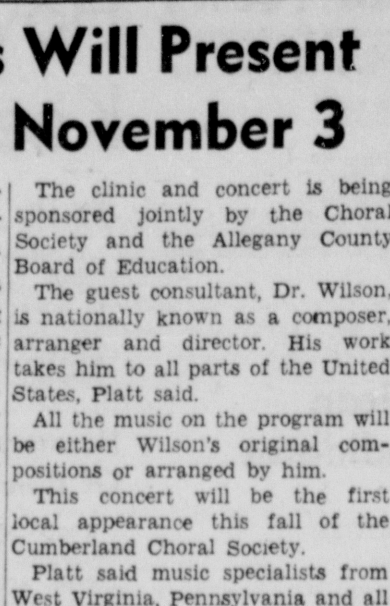 Will Present
November 3
The clinic and concert is being
sponsored jointly by the Choral
Society and the Allegany County
Board of Education.
The guest consultant, Dr. Wilson,
is nationally known as a composer,
arranger and director. His work
takes him to all parts of the United
States, Platt said.
All the music on the program will
be either Wilson's original com-
positions or arranged by him.
This concert will be the first
local appearance this fall of the
Cumberland Choral Society.
Platt said music specialists from
West Virginia, Pennsylvania and all